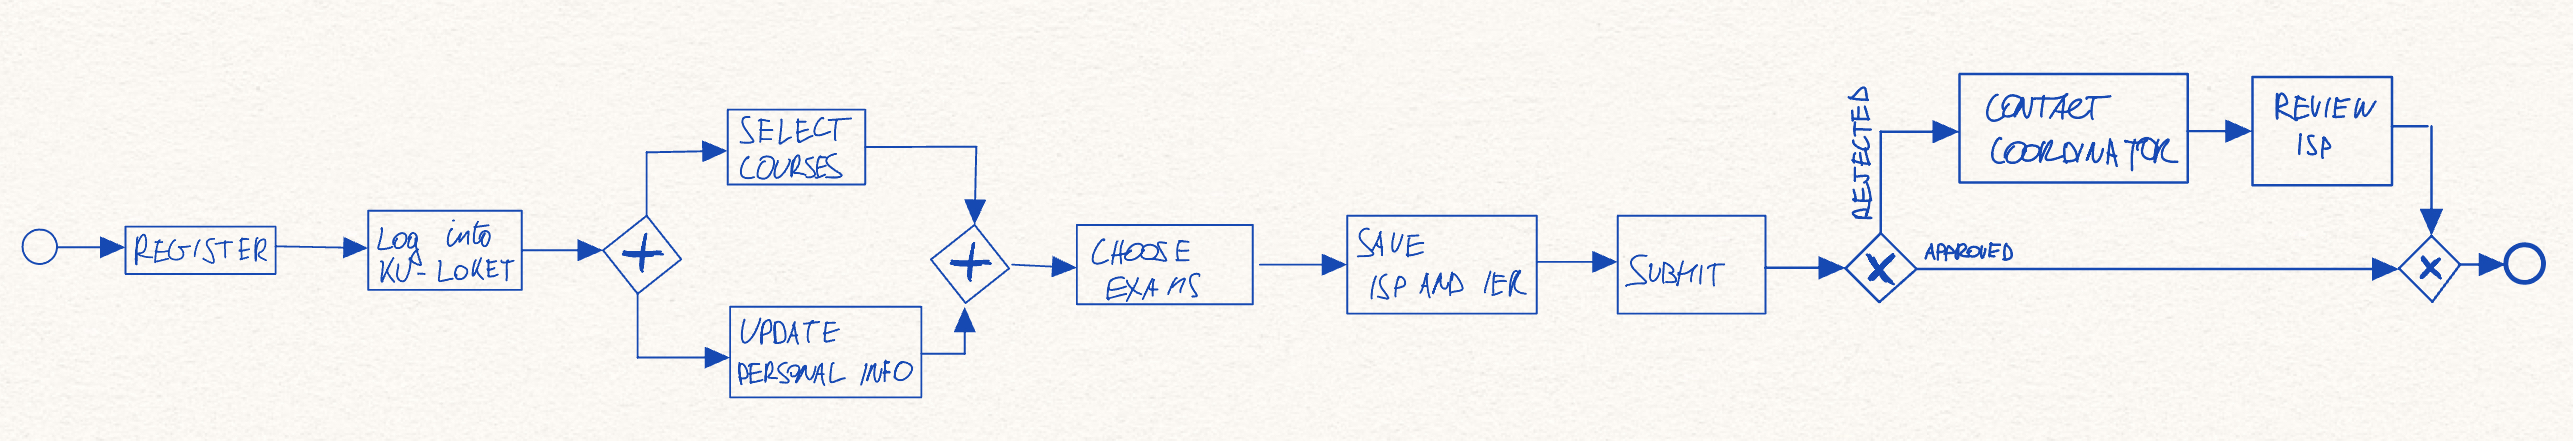 REGISTER
Log into
KU-LOKET
SELECT
COURSES
UPDATE
PERSONAL INFO
CHOOSE
EXAMS
SAVE
ISP AND IER
SUBMIT
REJECTED
APPROVED
CONTACT
COORDINATOR
REVIEW
ISP